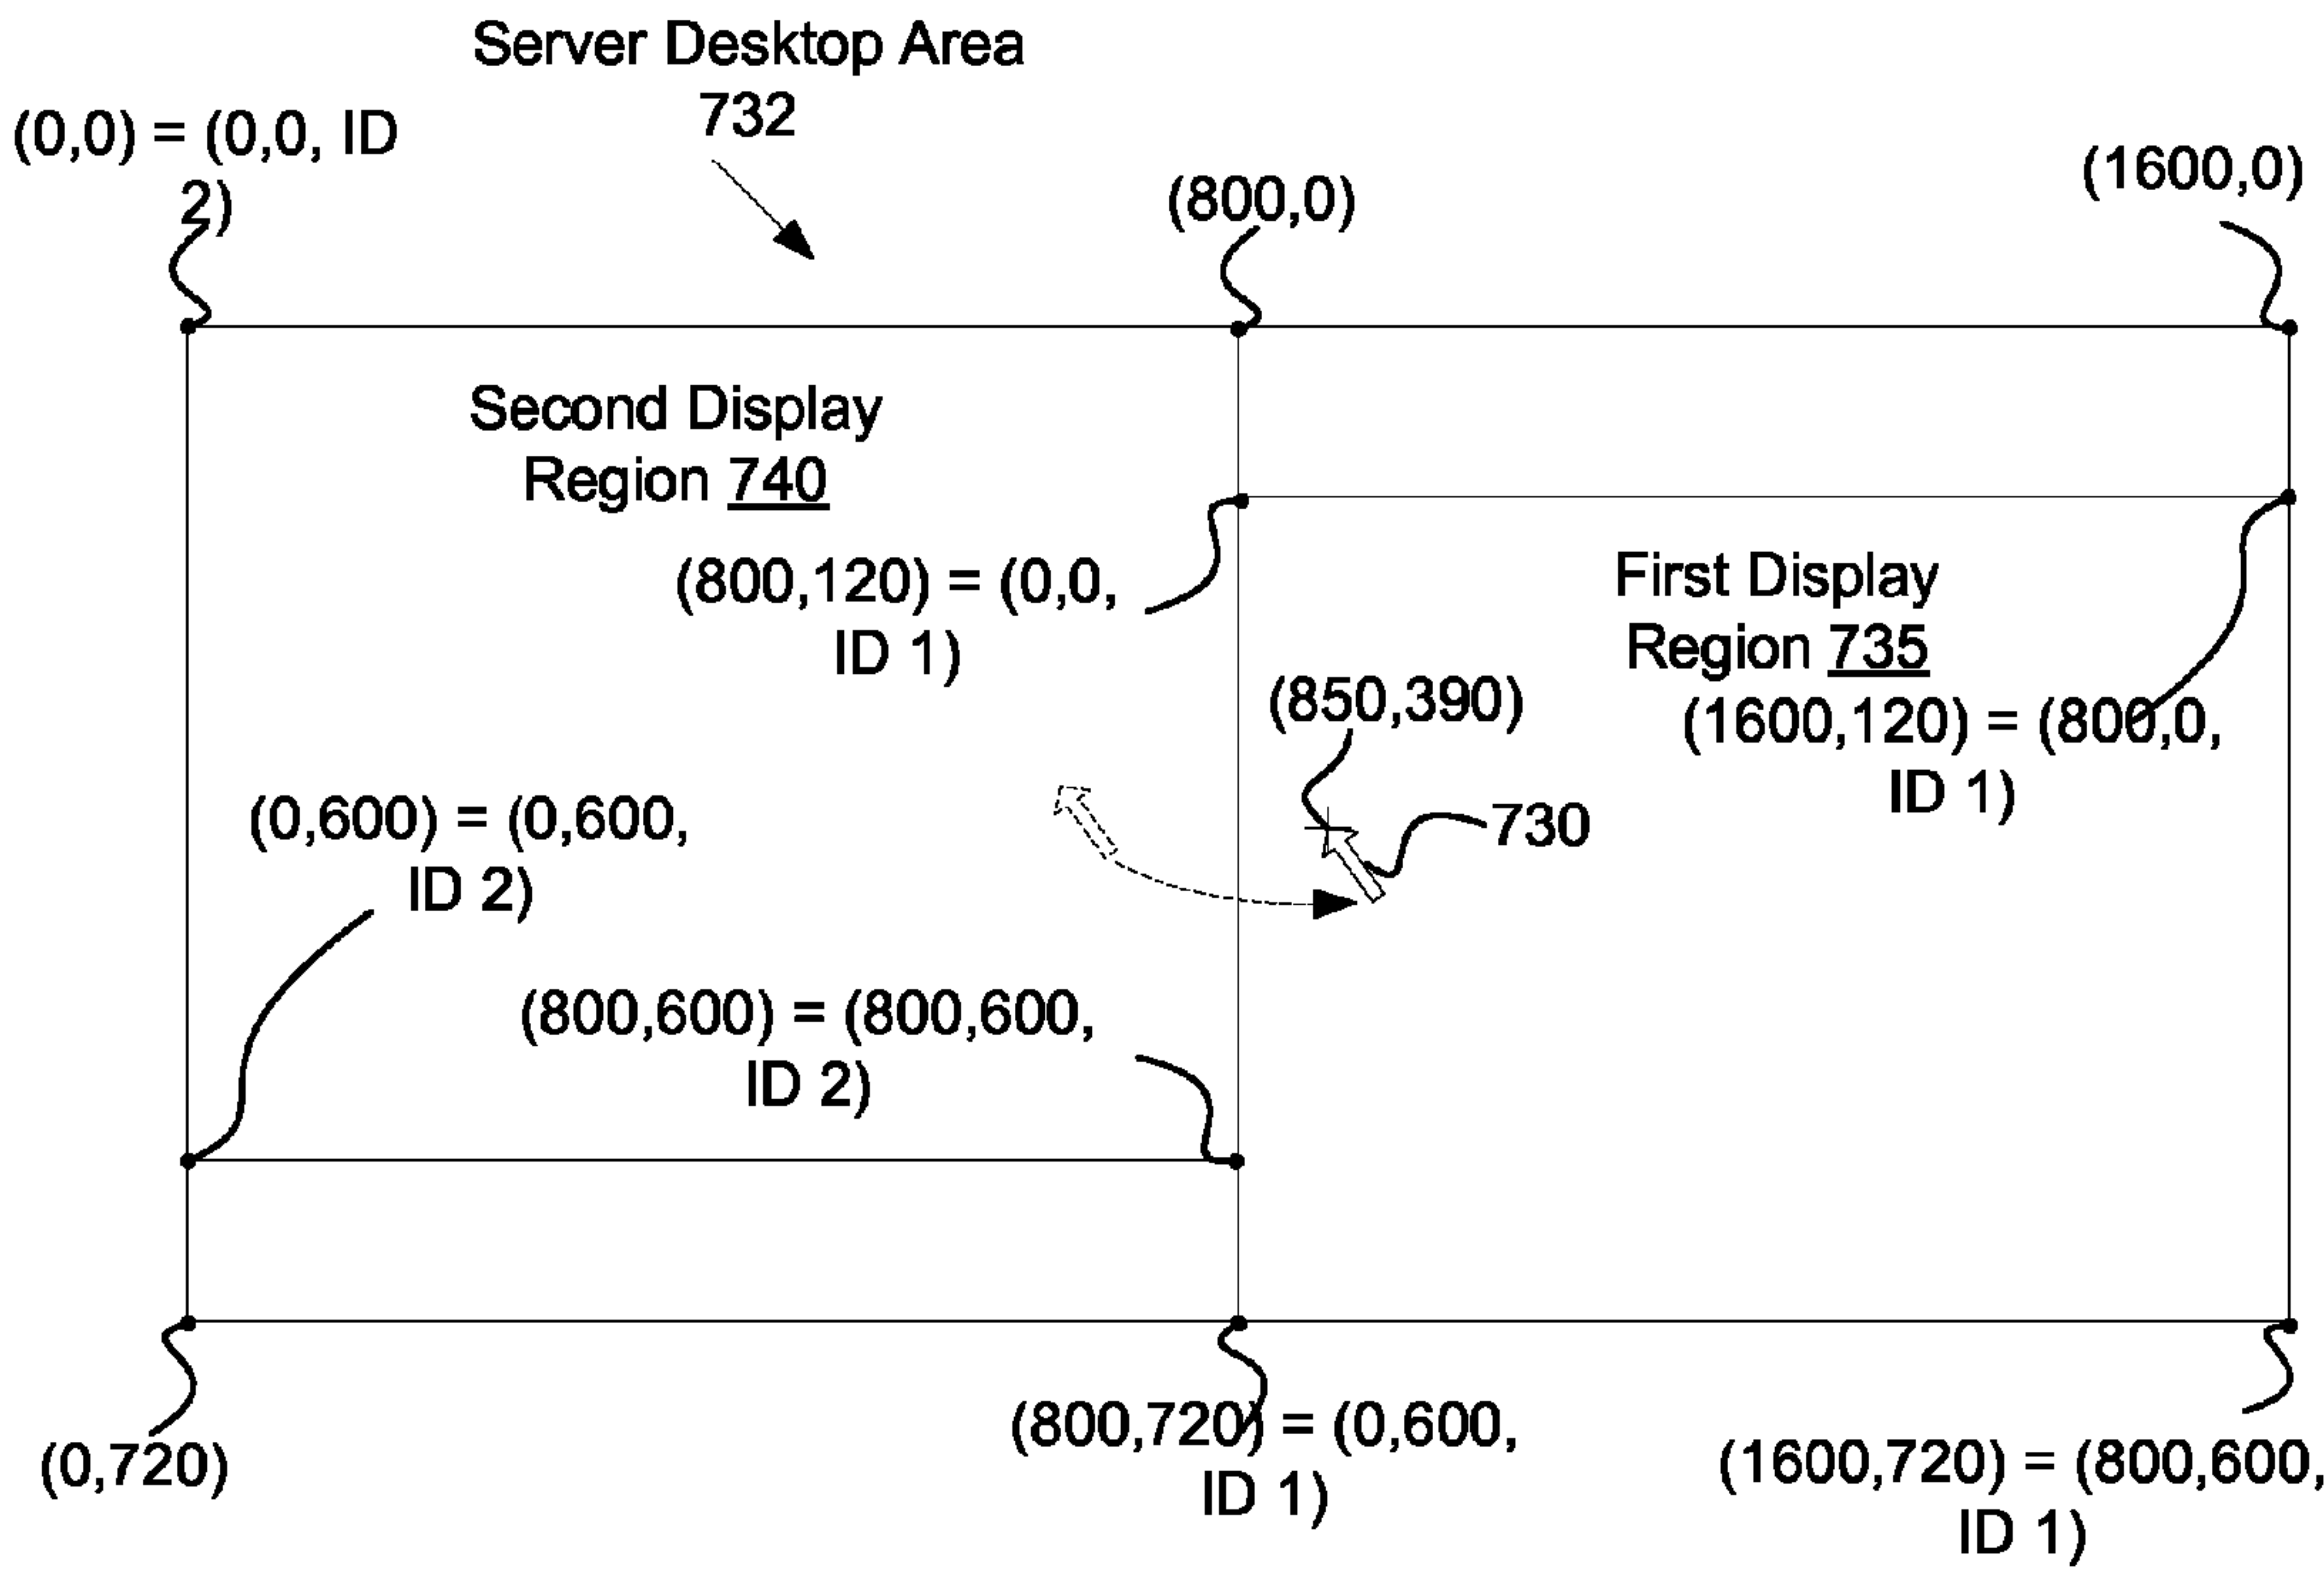 Server Desktop Area
732
(0,0) = (0,0, ID
2)
(800,0)
(1600,0)
Second Display
Region 740
(800,120) = (0,0,
ID 1)
First Display
Region 735
(850,390)
(1600,120) = (800,0,
ID 1)
730
(0,600) = (0,600,
ID 2)
(800,600) = (800,600,
ID 2)
(0,720)
(800,720) = (0,600,
ID 1)
(1600,720) = (800,600,
ID 1)